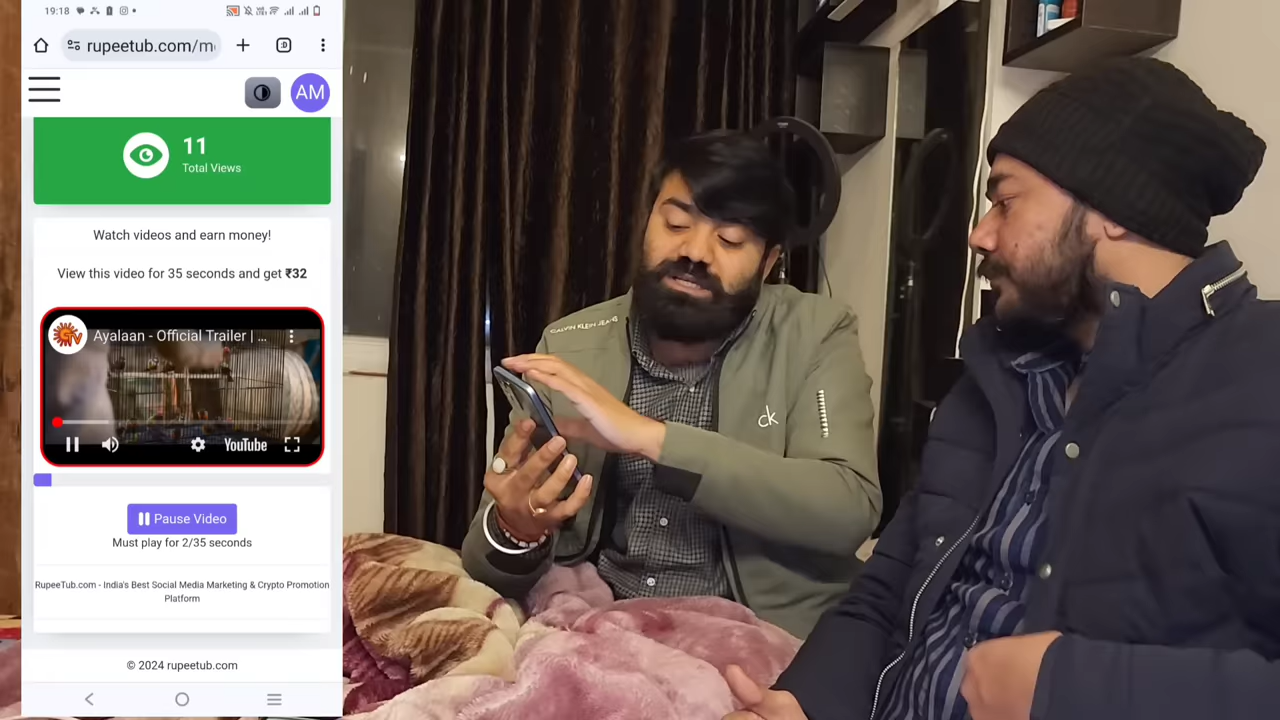 19:18
rupeetub.com/m
:D
AM
11
Total Views
Watch videos and earn money!
View this video for 35 seconds and get ₹32
Ayalaan - Official Trailer | ...
YouTube
Pause Video
Must play for 2/35 seconds
RupeeTub.com - India's Best Social Media Marketing & Crypto Promotion
Platform
© 2024 rupeetub.com
CALVIN KLEIN JEANS
ck